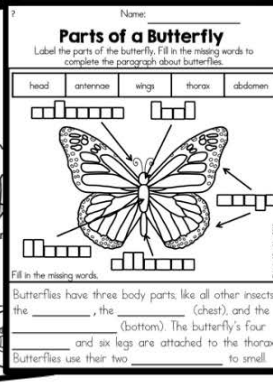 ?
Name:
Parts of a Butterfly
Label the parts of the butterfly. Fill in the missing words to
complete the paragraph about butterflies.
head antennae wings thorax abdomen
Fill in the missing words.
Butterflies have three body parts, like all other insects
the , the (chest), and the
(bottom). The butterfly's four
and six legs are attached to the thorax
Butterflies use their two to smell.